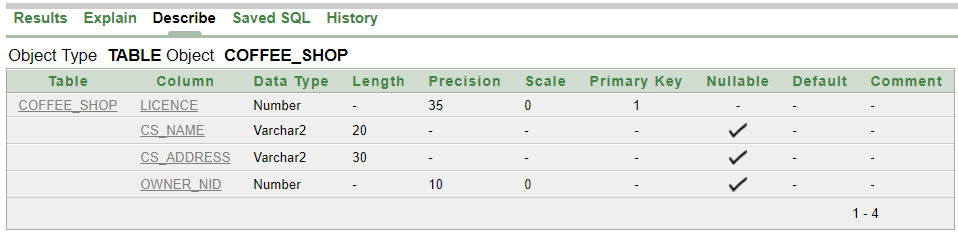 Results Explain Describe Saved SQL History
Object Type TABLE Object COFFEE_SHOP
Table Column Data Type Length Precision Scale Primary Key Nullable Default Comment
COFFEE_SHOP LICENCE Number - 35 0 1 - - -
CS_NAME Varchar2 20 - - - ✓ - -
CS_ADDRESS Varchar2 30 - - - ✓ - -
OWNER_NID Number - 10 0 - ✓ - -
1 - 4